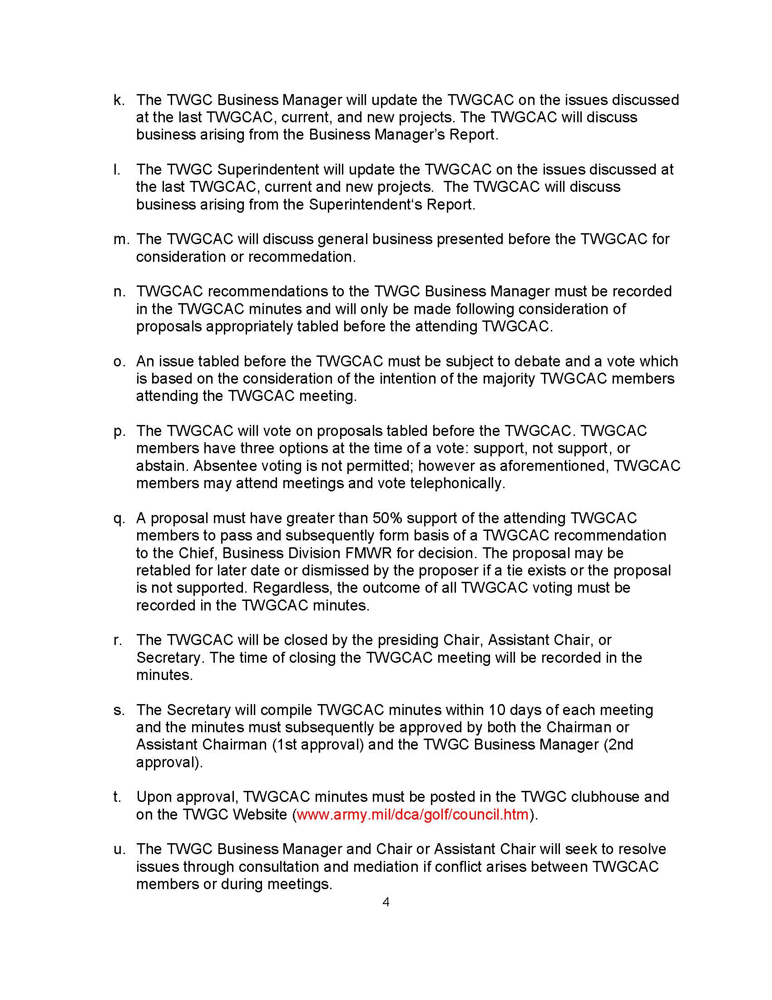 k. The TWGC Business Manager will update the TWGCAC on the issues discussed
at the last TWGCAC, current, and new projects. The TWGCAC will discuss
business arising from the Business Manager’s Report.
l. The TWGC Superindentent will update the TWGCAC on the issues discussed at
the last TWGCAC, current and new projects.  The TWGCAC will discuss
business arising from the Superintendent‘s Report.
m. The TWGCAC will discuss general business presented before the TWGCAC for
consideration or recommedation.
n. TWGCAC recommendations to the TWGC Business Manager must be recorded
in the TWGCAC minutes and will only be made following consideration of
proposals appropriately tabled before the attending TWGCAC.
o. An issue tabled before the TWGCAC must be subject to debate and a vote which
is based on the consideration of the intention of the majority TWGCAC members
attending the TWGCAC meeting.
p. The TWGCAC will vote on proposals tabled before the TWGCAC. TWGCAC
members have three options at the time of a vote: support, not support, or
abstain. Absentee voting is not permitted; however as aforementioned, TWGCAC
members may attend meetings and vote telephonically.
q. A proposal must have greater than 50% support of the attending TWGCAC
members to pass and subsequently form basis of a TWGCAC recommendation
to the Chief, Business Division FMWR for decision. The proposal may be
retabled for later date or dismissed by the proposer if a tie exists or the proposal
is not supported. Regardless, the outcome of all TWGCAC voting must be
recorded in the TWGCAC minutes.
r. The TWGCAC will be closed by the presiding Chair, Assistant Chair, or
Secretary. The time of closing the TWGCAC meeting will be recorded in the
minutes.
s. The Secretary will compile TWGCAC minutes within 10 days of each meeting
and the minutes must subsequently be approved by both the Chairman or
Assistant Chairman (1st approval) and the TWGC Business Manager (2nd
approval).
t. Upon approval, TWGCAC minutes must be posted in the TWGC clubhouse and
on the TWGC Website (www.army.mil/dca/golf/council.htm).
u. The TWGC Business Manager and Chair or Assistant Chair will seek to resolve
issues through consultation and mediation if conflict arises between TWGCAC
members or during meetings.
4